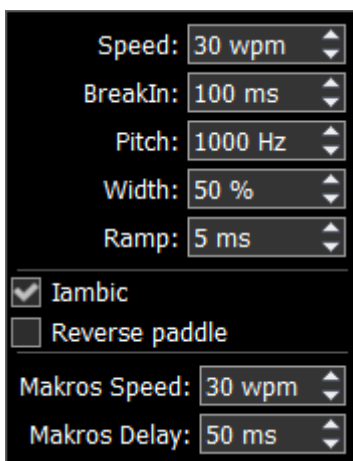 Speed: 30 wpm
BreakIn: 100 ms
Pitch: 1000 Hz
Width: 50 %
Ramp: 5 ms
Iambic
Reverse paddle
Makros Speed: 30 wpm
Makros Delay: 50 ms